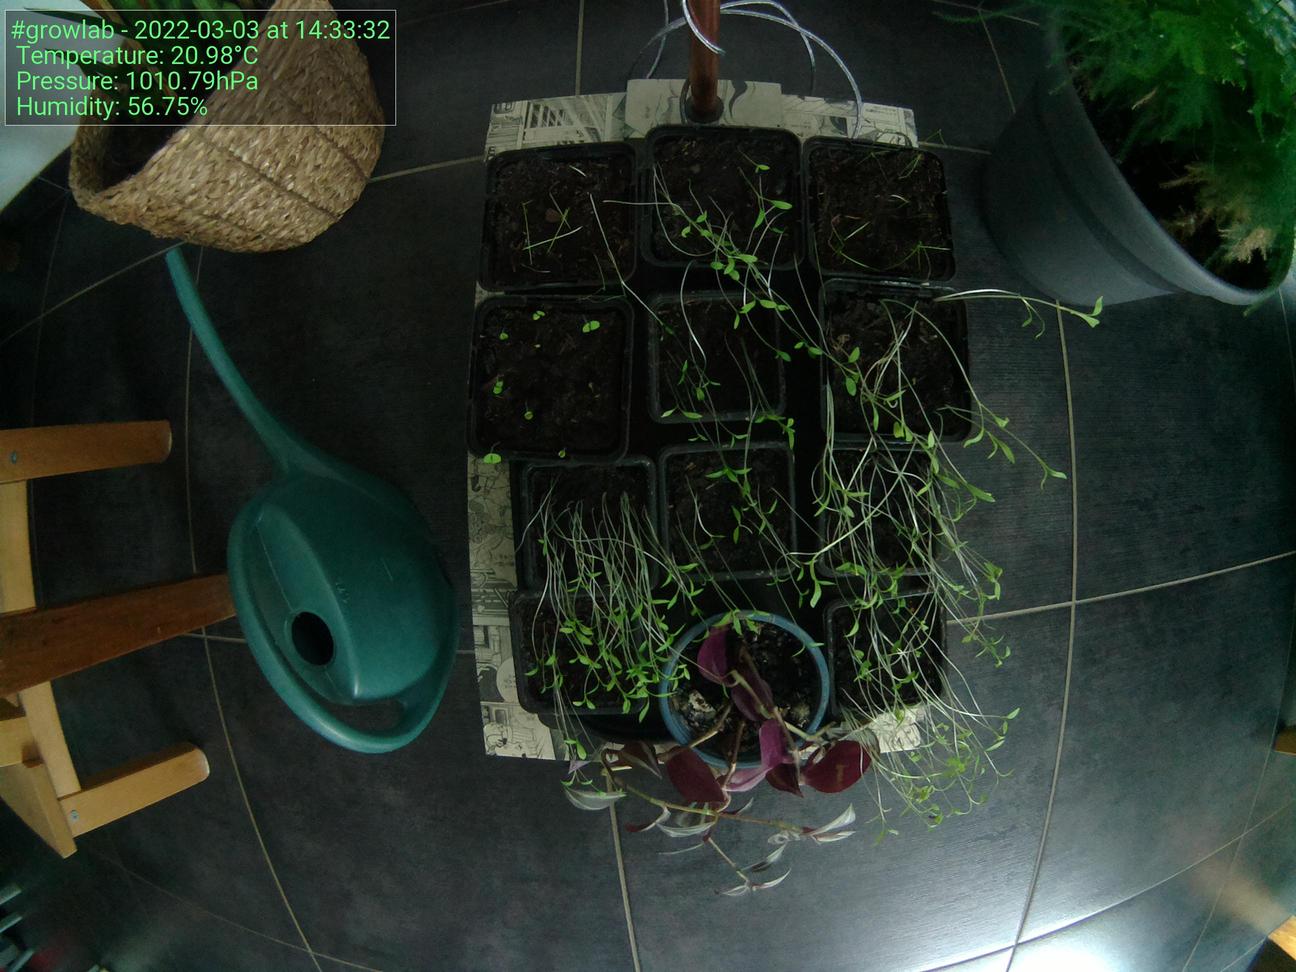 #growlab - 2022-03-03 at 14:33:32
Temperature: 20.98°C
Pressure: 1010.79hPa
Humidity: 56.75%